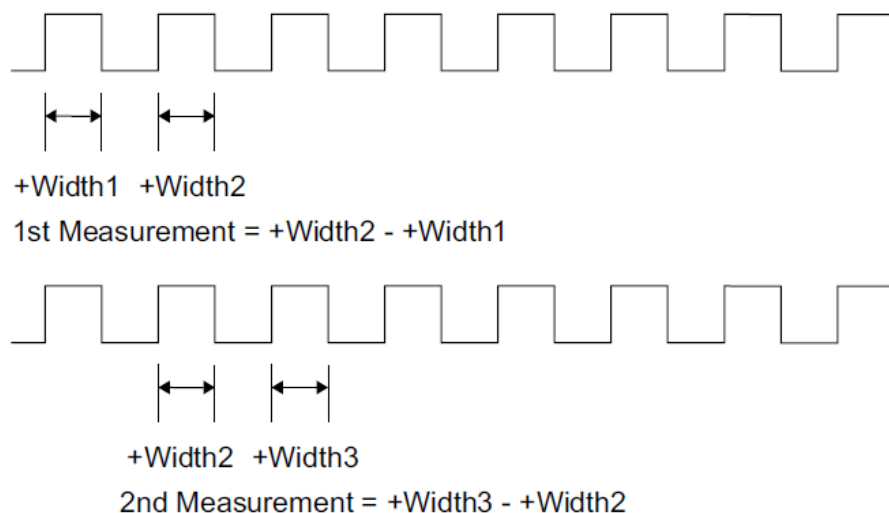 +Width1 +Width2
1st Measurement = +Width2 - +Width1
+Width2 +Width3
2nd Measurement = +Width3 - +Width2